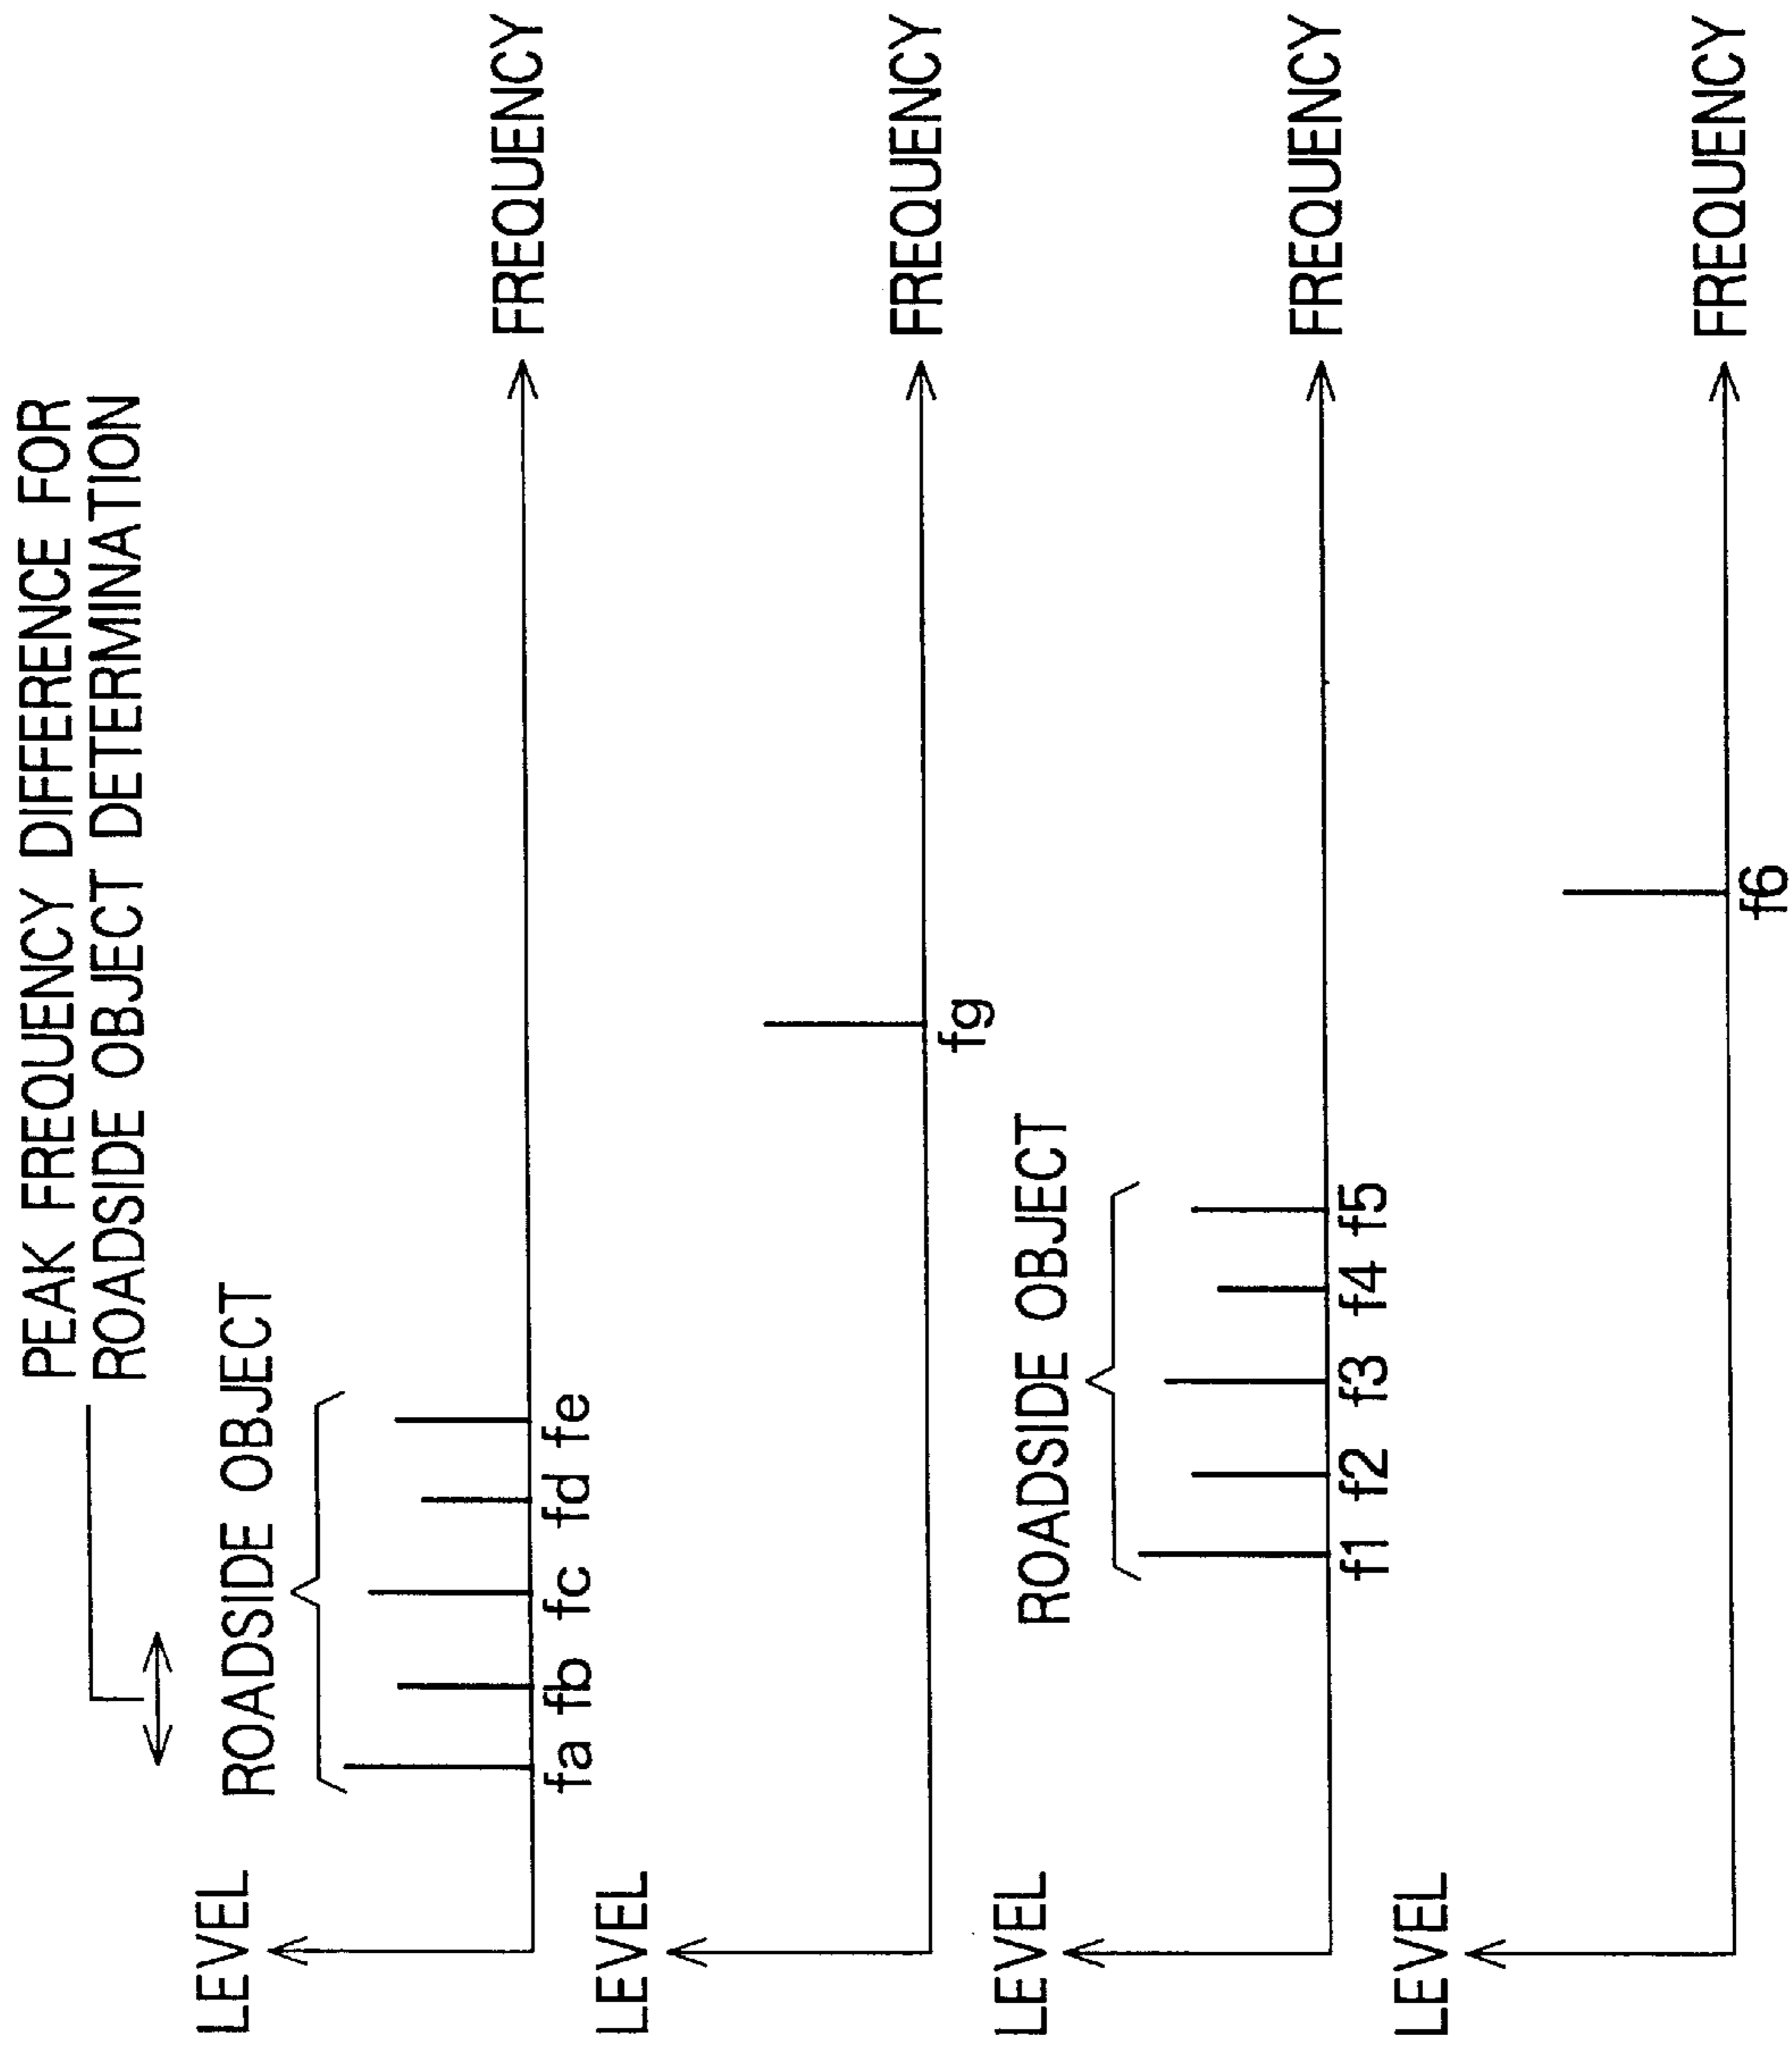 PEAK FREQUENCY DIFFERENCE FOR
ROADSIDE OBJECT DETERMINATION
ROADSIDE OBJECT
LEVEL
fa fb fc fd fe
FREQUENCY
LEVEL
fg
FREQUENCY
ROADSIDE OBJECT
LEVEL
f1 f2 f3 f4 f5
FREQUENCY
LEVEL
f6
FREQUENCY